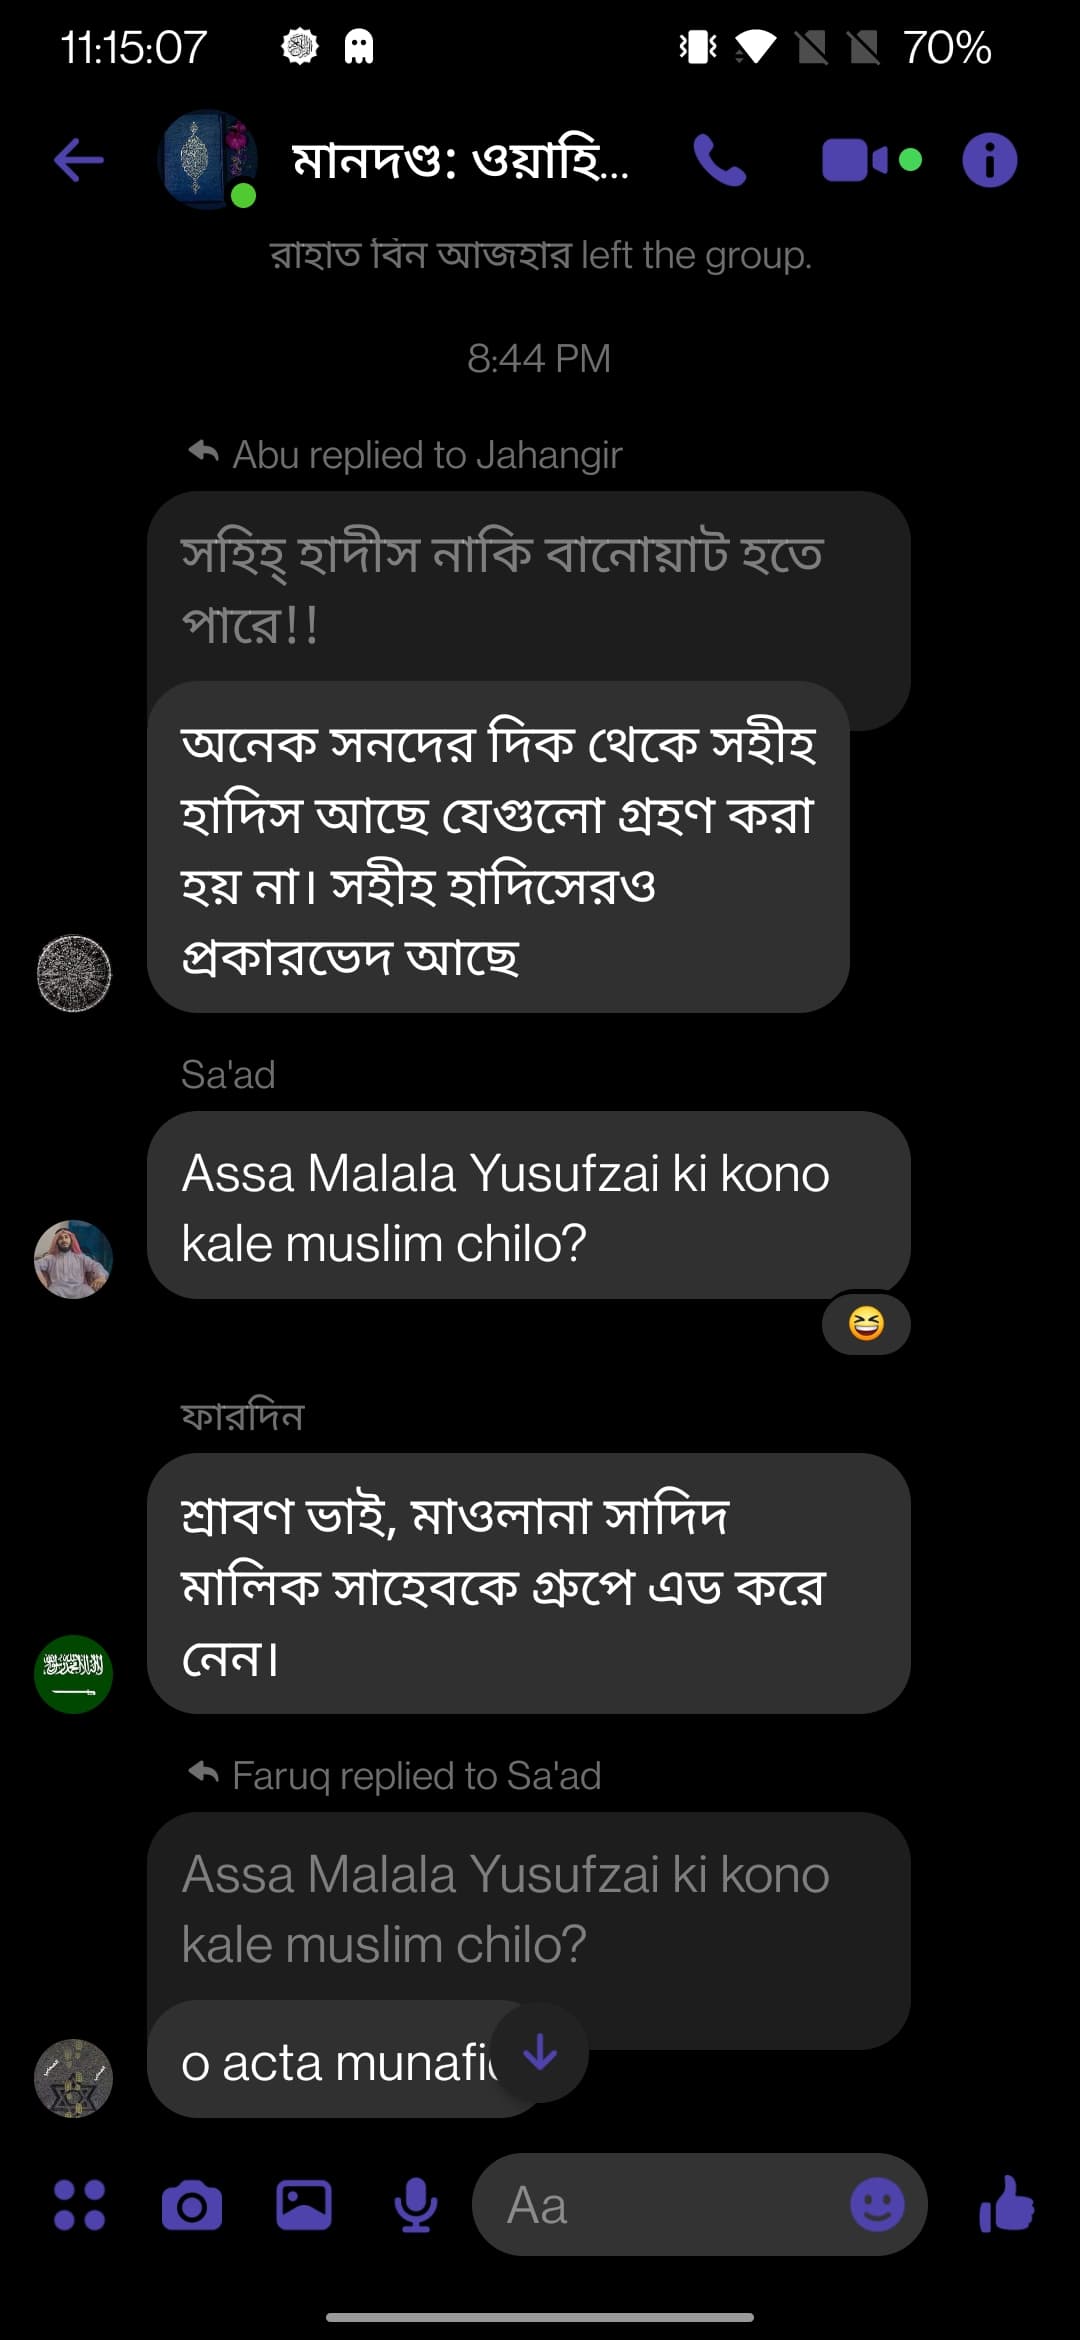 11:15:07
70%
মানদণ্ড: ওয়াহি...
রাহাত বিন আজহার left the group.
8:44 PM
Abu replied to Jahangir
সহিহ্ হাদীস নাকি বানোয়াট হতে
পারে!!
অনেক সনদের দিক থেকে সহীহ
হাদিস আছে যেগুলো গ্রহণ করা
হয় না। সহীহ হাদিসেরও
প্রকারভেদ আছে
Sa'ad
Assa Malala Yusufzai ki kono
kale muslim chilo?
ফারদিন
শ্রাবণ ভাই, মাওলানা সাদিদ
মালিক সাহেবকে গ্রুপে এড করে
নেন।
Faruq replied to Sa'ad
Assa Malala Yusufzai ki kono
kale muslim chilo?
o acta
Aa